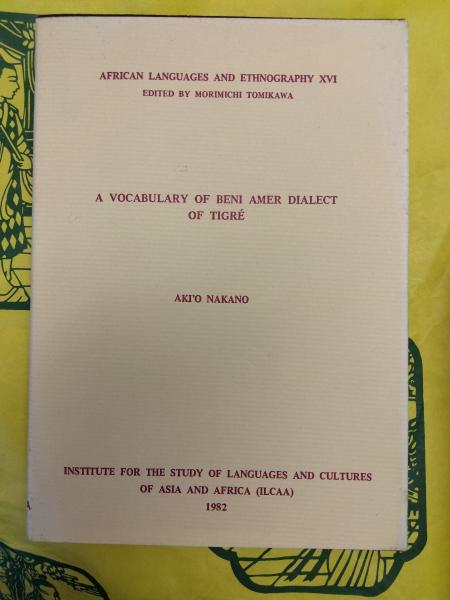 AFRICAN LANGUAGES AND ETHNOGRAPHY XVI
EDITED BY MORIMICHI TOMIKAWA
A VOCABULARY OF BENI AMER DIALECT
OF TIGRÉ
AKI'O NAKANO
INSTITUTE FOR THE STUDY OF LANGUAGES AND CULTURES
OF ASIA AND AFRICA (ILCAA)
1982